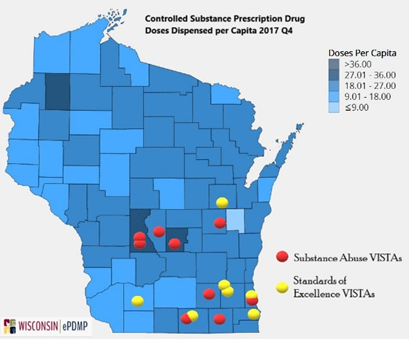 Controlled Substance Prescription Drug
Doses Dispensed per Capita 2017 Q4
Doses Per Capita
>36.00
27.01 - 36.00
18.01 - 27.00
9.01 - 18.00
≤9.00
Substance Abuse VISTAs
Standards of
Excellence VISTAs
WISCONSIN | ePDMP